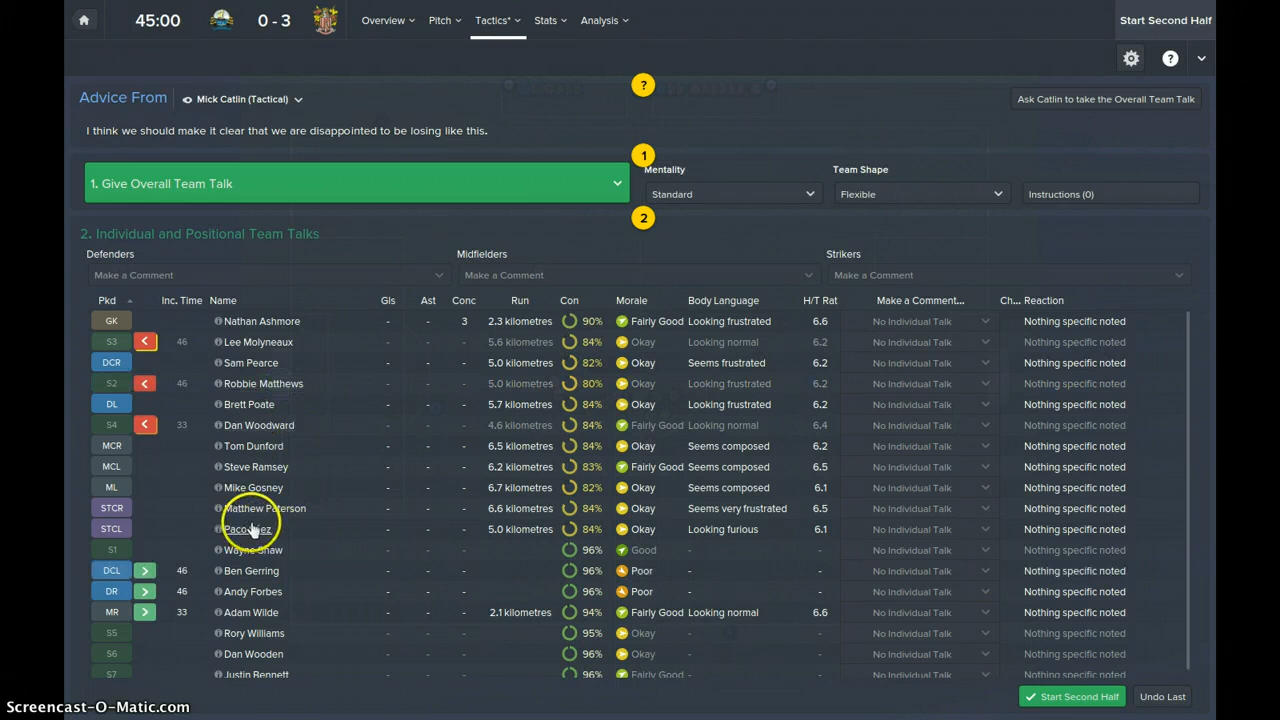 45:00 0 - 3 Overview Pitch Tactics* Stats Analysis Start Second Half
?
Advice From Mick Catlin (Tactical) ? Ask Catlin to take the Overall Team Talk
I think we should make it clear that we are disappointed to be losing like this.
1
Mentality Team Shape
1. Give Overall Team Talk Standard Flexible Instructions (0)
2
2. Individual and Positional Team Talks
Defenders Midfielders Strikers
Make a Comment Make a Comment Make a Comment
Pkd Inc. Time Name Gls Ast Conc Run Con Morale Body Language H/T Rat Make a Comment... Ch... Reaction
GK Nathan Ashmore - - 3 2.3 kilometres 90% Fairly Good Looking frustrated 6.6 No Individual Talk Nothing specific noted
S3 46 Lee Molyneaux - - - 5.6 kilometres 84% Okay Looking normal 6.2 No Individual Talk Nothing specific noted
DCR Sam Pearce - - - 5.0 kilometres 82% Okay Seems frustrated 6.2 No Individual Talk Nothing specific noted
S2 46 Robbie Matthews - - - 5.0 kilometres 80% Okay Looking frustrated 6.2 No Individual Talk Nothing specific noted
DL Brett Poate - - - 5.7 kilometres 84% Okay Looking frustrated 6.2 No Individual Talk Nothing specific noted
S4 33 Dan Woodward - - - 4.6 kilometres 84% Fairly Good Looking normal 6.4 No Individual Talk Nothing specific noted
MCR Tom Dunford - - - 6.5 kilometres 84% Okay Seems composed 6.2 No Individual Talk Nothing specific noted
MCL Steve Ramsey - - - 6.2 kilometres 83% Fairly Good Seems composed 6.5 No Individual Talk Nothing specific noted
ML Mike Gosney - - - 6.7 kilometres 82% Okay Seems composed 6.1 No Individual Talk Nothing specific noted
STCR Matthew Paterson - - - 6.6 kilometres 84% Okay Seems very frustrated 6.5 No Individual Talk Nothing specific noted
STCL - - - 5.0 kilometres 84% Okay Looking furious 6.1 No Individual Talk Nothing specific noted
S1 Wayne Shaw - - - 96% Good - - No Individual Talk Nothing specific noted
DCL 46 Ben Gerring - - - 96% Poor - - No Individual Talk Nothing specific noted
DR 46 Andy Forbes - - - 96% Poor - - No Individual Talk Nothing specific noted
MR 33 Adam Wilde - - - 2.1 kilometres 94% Fairly Good Looking normal 6.6 No Individual Talk Nothing specific noted
S5 Rory Williams - - - 95% Okay - - No Individual Talk Nothing specific noted
S6 Dan Wooden - - - 96% Okay - - No Individual Talk Nothing specific noted
S7 Justin Bennett - - - 96% Fairly Good - - No Individual Talk Nothing specific noted
Start Second Half Undo Last
Screencast-O-Matic.com